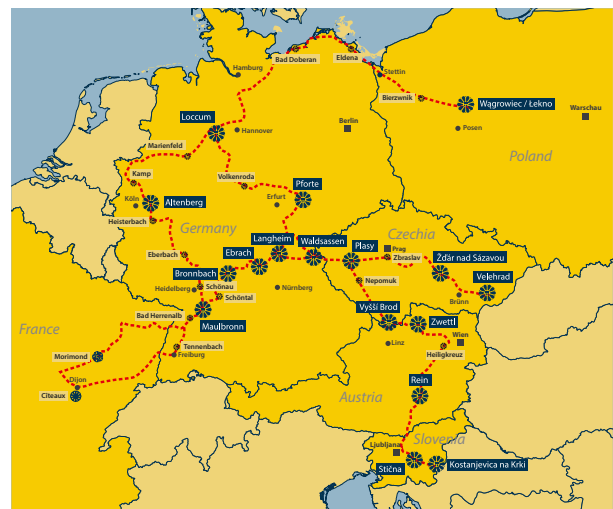 Bad Doberan
Eldena
Hamburg
Stettin
Bierzwnik
Wągrowiec / Łekno
Warschau
Loccum
Hannover
Berlin
Posen
Marienfeld
Poland
Kamp
Volkenroda
Pforte
Köln
Altenberg
Erfurt
Heisterbach
Germany
Langheim
Waldsassen
Czechia
Eberbach
Ebrach
Plasy
Prag
Zbraslav
Žďár nad Sázavou
Bronnbach
Nepomuk
Velehrad
Heidelberg
Schönau
Nürnberg
Schöntal
Brünn
Bad Herrenalb
Maulbronn
Vyšší Brod
Zwettl
France
Wien
Tennenbach
Linz
Heiligkreuz
Morimond
Freiburg
Dijon
Rein
Citeaux
Austria
Slovenia
Ljubljana
Stična
Kostanjevica na Krki